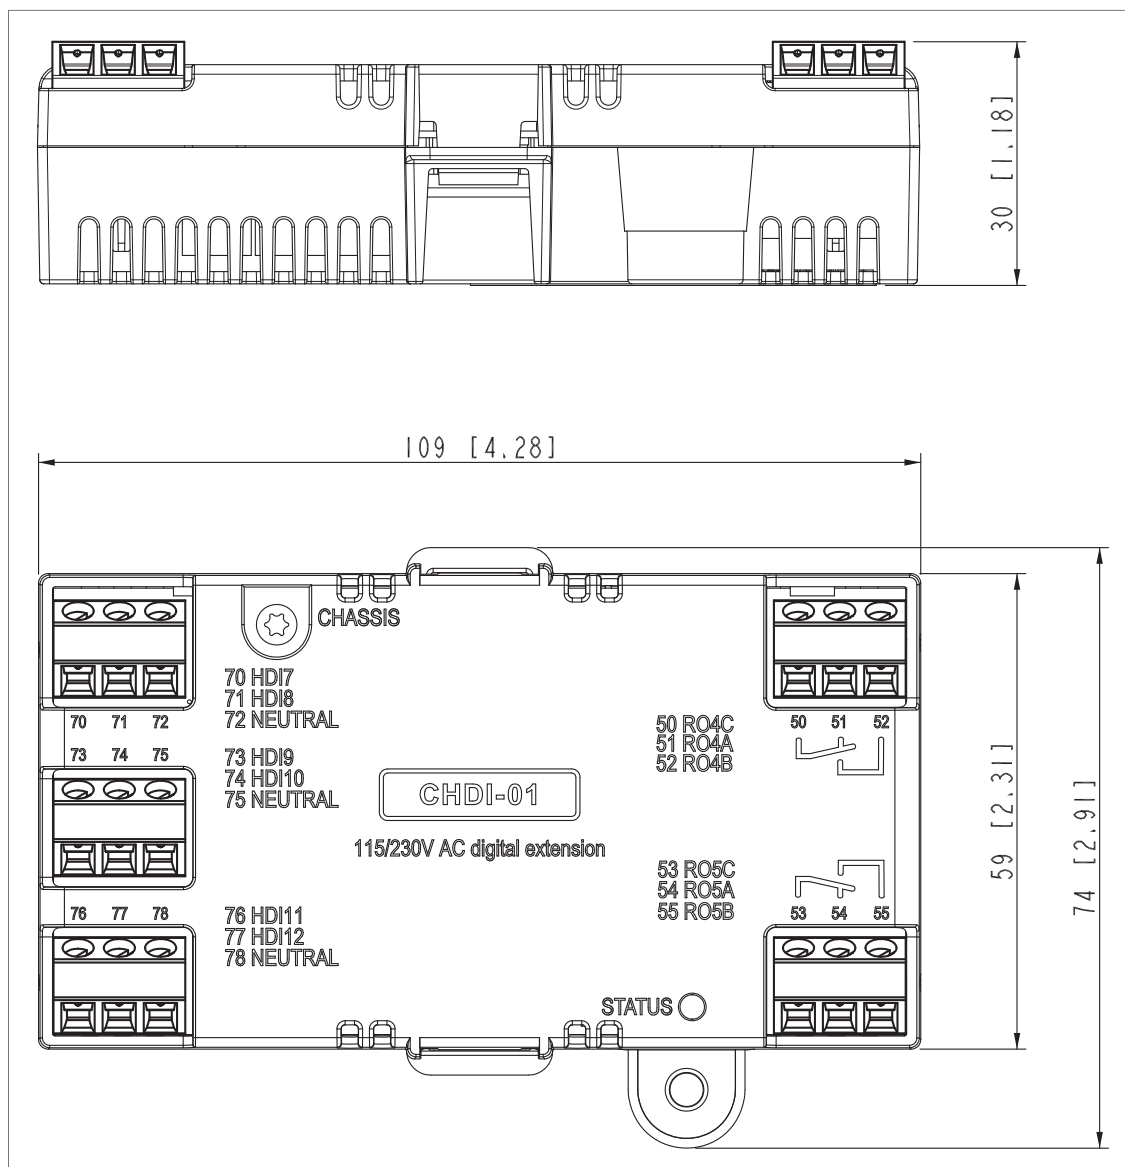 30 [1.18]
109 [4.28]
CHASSIS
70 HDI7
71 HDI8
72 NEUTRAL
70 71 72
73 74 75
73 HDI9
74 HDI10
75 NEUTRAL
50 RO4C
51 RO4A
52 RO4B
50 51 52
CHDI-01
115/230V AC digital extension
59 [2.31]
74 [2.91]
53 RO5C
54 RO5A
55 RO5B
53 54 55
76 77 78
76 HDI11
77 HDI12
78 NEUTRAL
STATUS